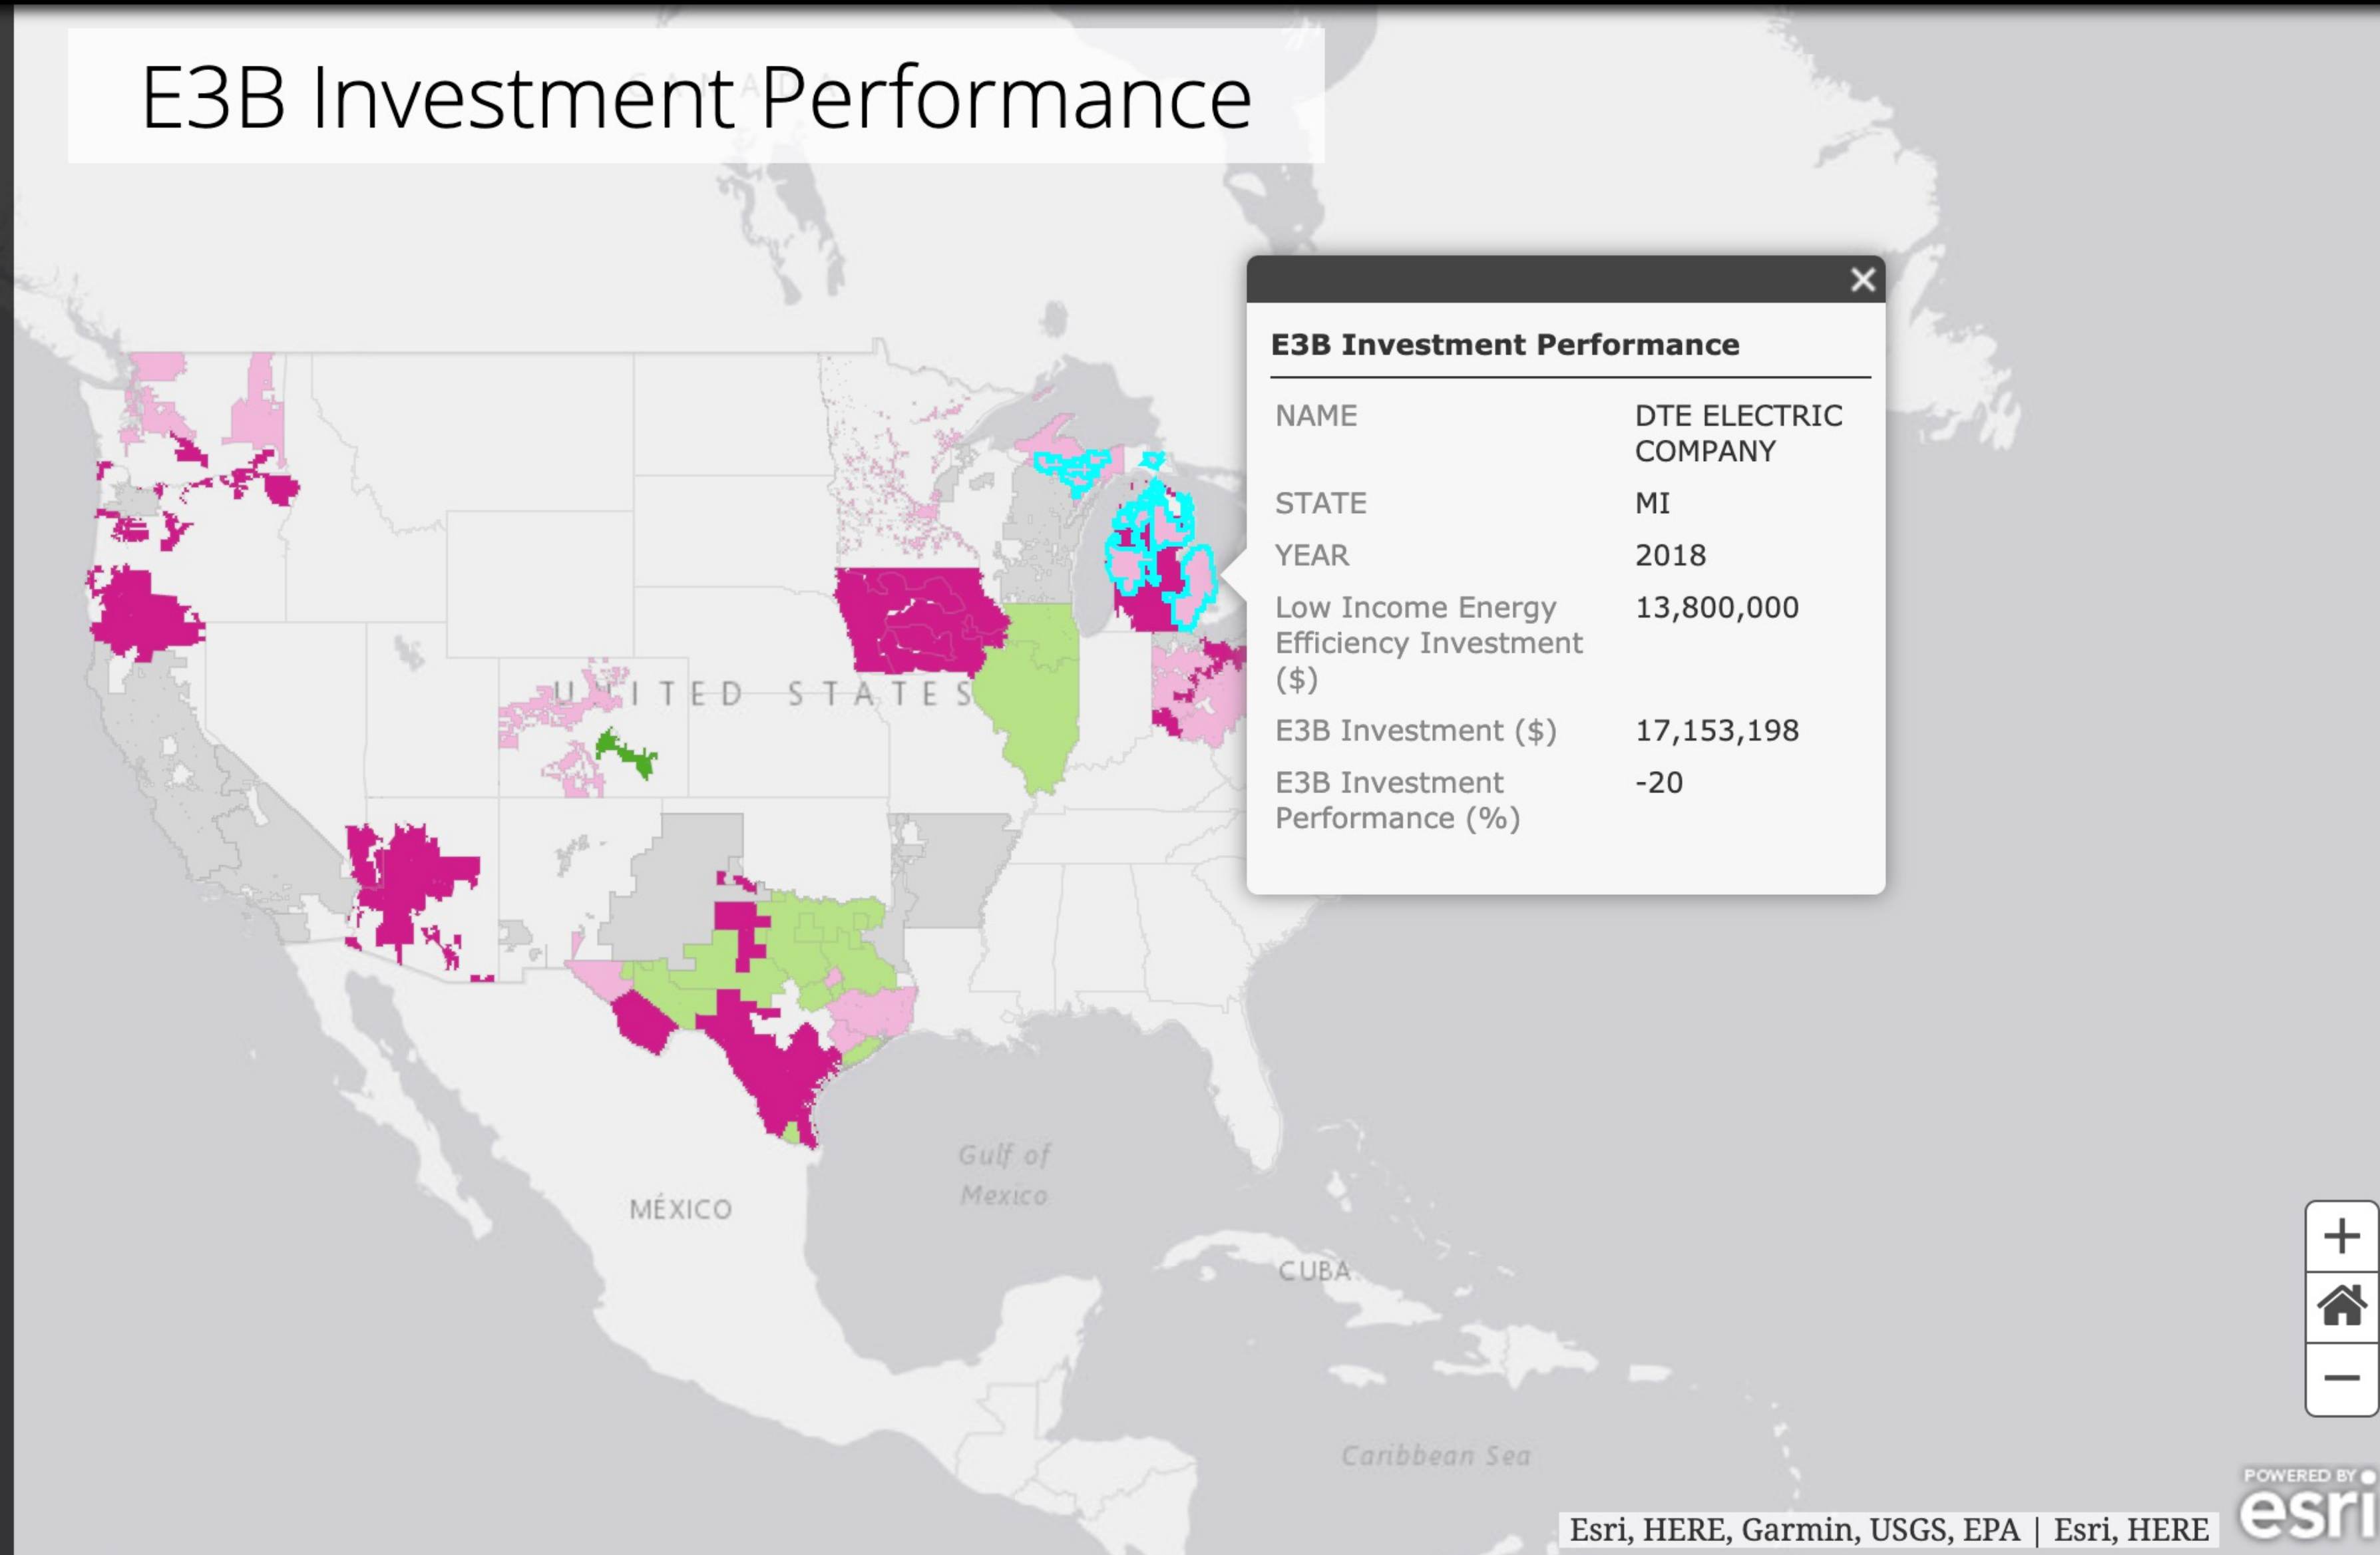 CANADA
E3B Investment Performance
E3B Investment Performance
NAME DTE ELECTRIC
COMPANY
STATE MI
YEAR 2018
Low Income Energy 13,800,000
Efficiency Investment
($)
E3B Investment ($) 17,153,198
E3B Investment -20
Performance (%)
UNITED STATES
Gulf of
Mexico
MÉXICO
CUBA
Caribbean Sea
POWERED BY
esri
Esri, HERE, Garmin, USGS, EPA | Esri, HERE